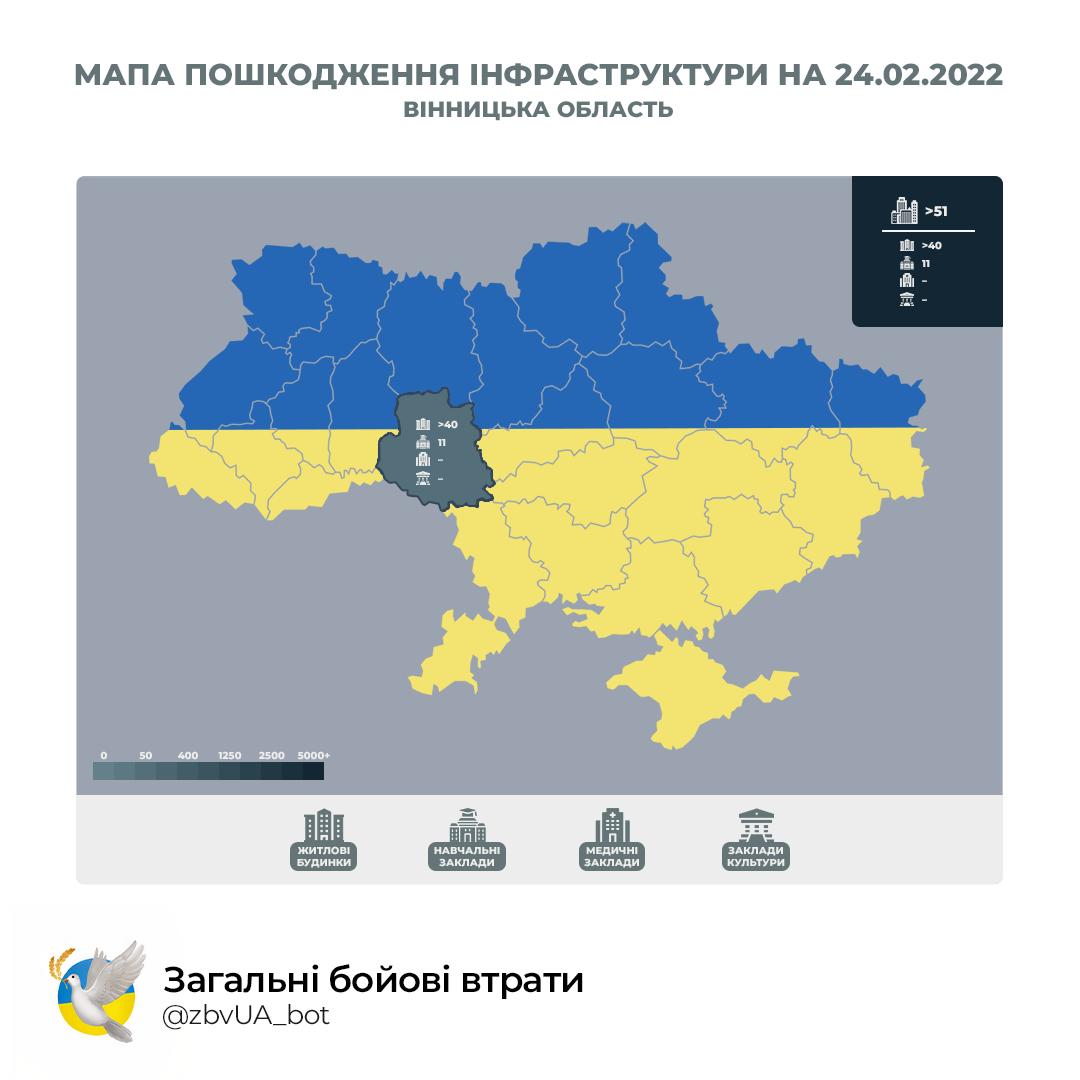 МАПА ПОШКОДЖЕННЯ ІНФРАСТРУКТУРИ НА 24.02.2022
ВІННИЦЬКА ОБЛАСТЬ
>51
>40
11
–
–
>40
11
–
–
0 50 400 1250 2500 5000+
ЖИТЛОВІ
БУДИНКИ
НАВЧАЛЬНІ
ЗАКЛАДИ
МЕДИЧНІ
ЗАКЛАДИ
ЗАКЛАДИ
КУЛЬТУРИ
Загальні бойові втрати
@zbvUA_bot